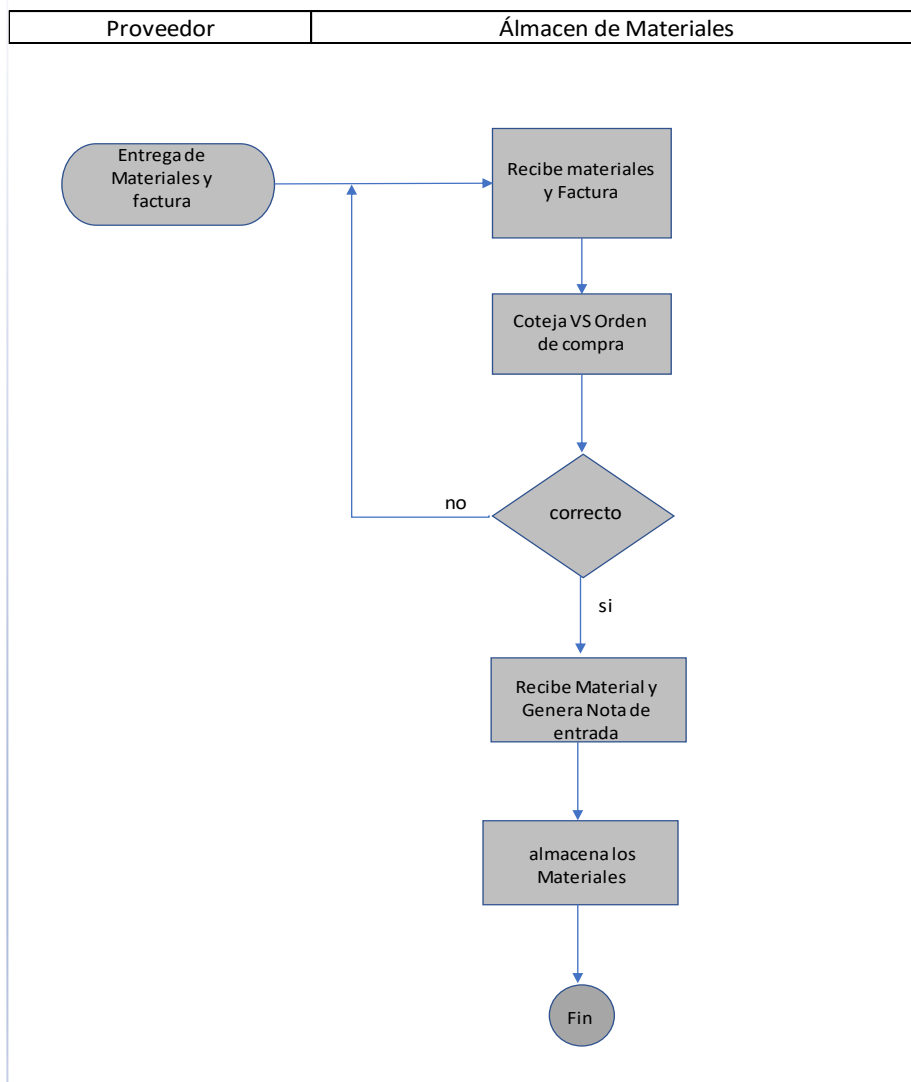 Proveedor
Álmacen de Materiales
Entrega de
Materiales y
factura
Recibe materiales
y Factura
Coteja VS Orden
de compra
correcto
no
si
Recibe Material y
Genera Nota de
entrada
almacena los
Materiales
Fin